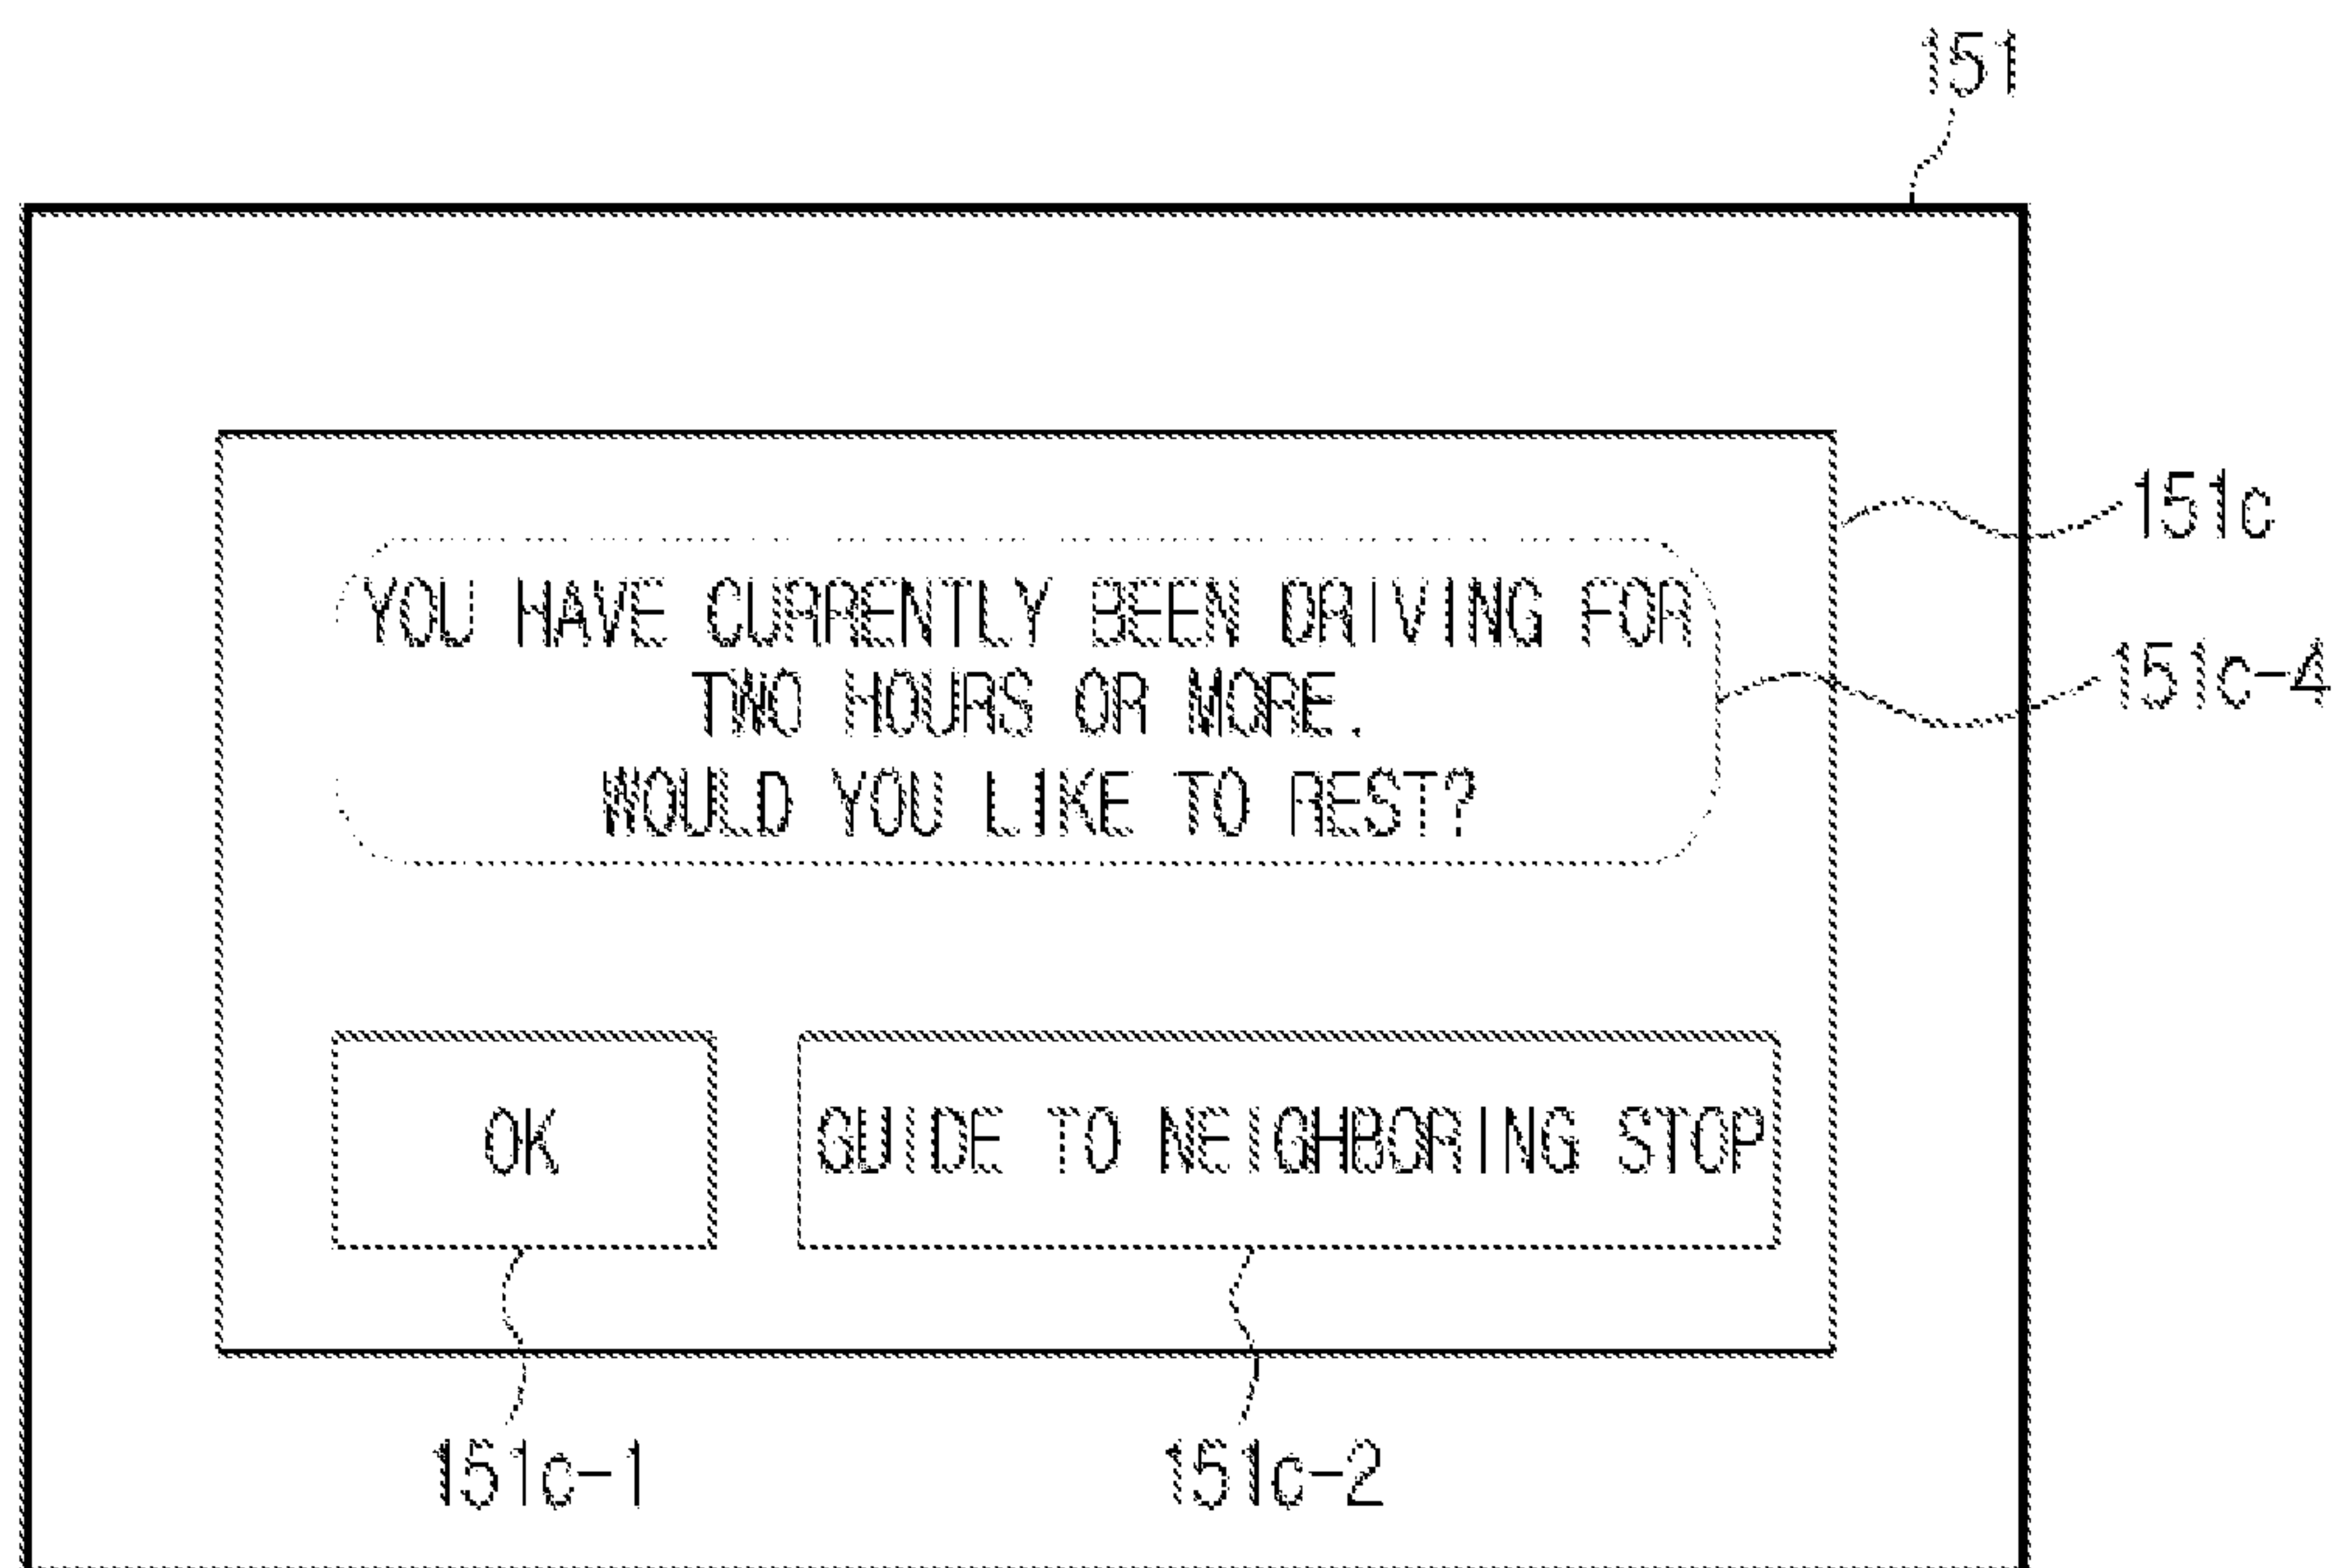 151
151c
YOU HAVE CURRENTLY BEEN DRIVING FOR
TWO HOURS OR MORE.
151c-4
WOULD YOU LIKE TO REST?
OK
GUIDE TO NEIGHBORING STOP
151c-1
151c-2